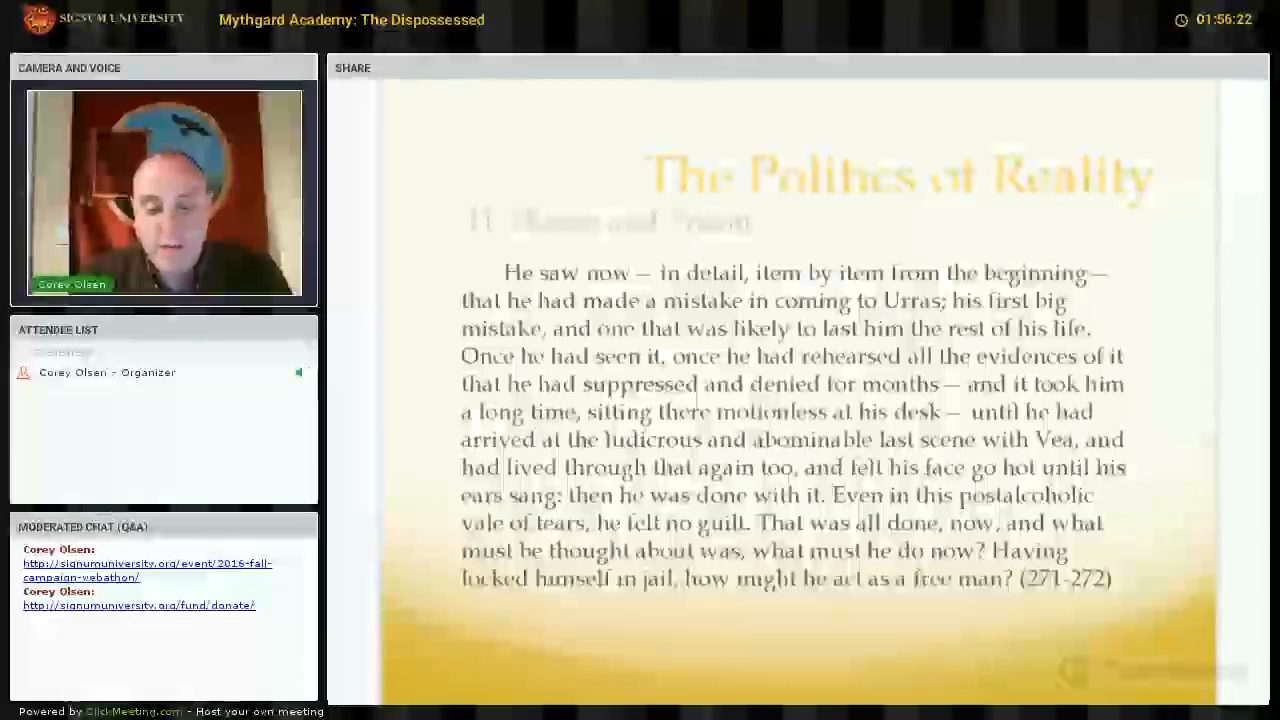 SIGNUM UNIVERSITY
Mythgard Academy: The Dispossessed
01:56:22
CAMERA AND VOICE
Corey Olsen
ATTENDEE LIST
Corey Olsen - Organizer
MODERATED CHAT (Q&A)
Corey Olsen:
http://signumuniversity.org/event/2016-fall-
campaign-webathon/
Corey Olsen:
http://signumuniversity.org/fund/donate/
SHARE
The Politics of Reality
He saw now — in detail, item by item from the beginning —
that he had made a mistake in coming to Urras; his first big
mistake, and one that was likely to last him the rest of his life.
Once he had seen it, once he had rehearsed all the evidences of it
that he had suppressed and denied for months — and it took him
a long time, sitting there motionless at his desk — until he had
arrived at the ludicrous and abominable last scene with Vea, and
had lived through that again too, and felt his face go hot until his
ears sang: then he was done with it. Even in this postalcoholic
vale of tears, he felt no guilt. That was all done, now, and what
must be thought about was, what must he do now? Having
locked himself in jail, how might he act as a free man? (271-272)
Powered by ClickMeeting.com - Host your own meeting